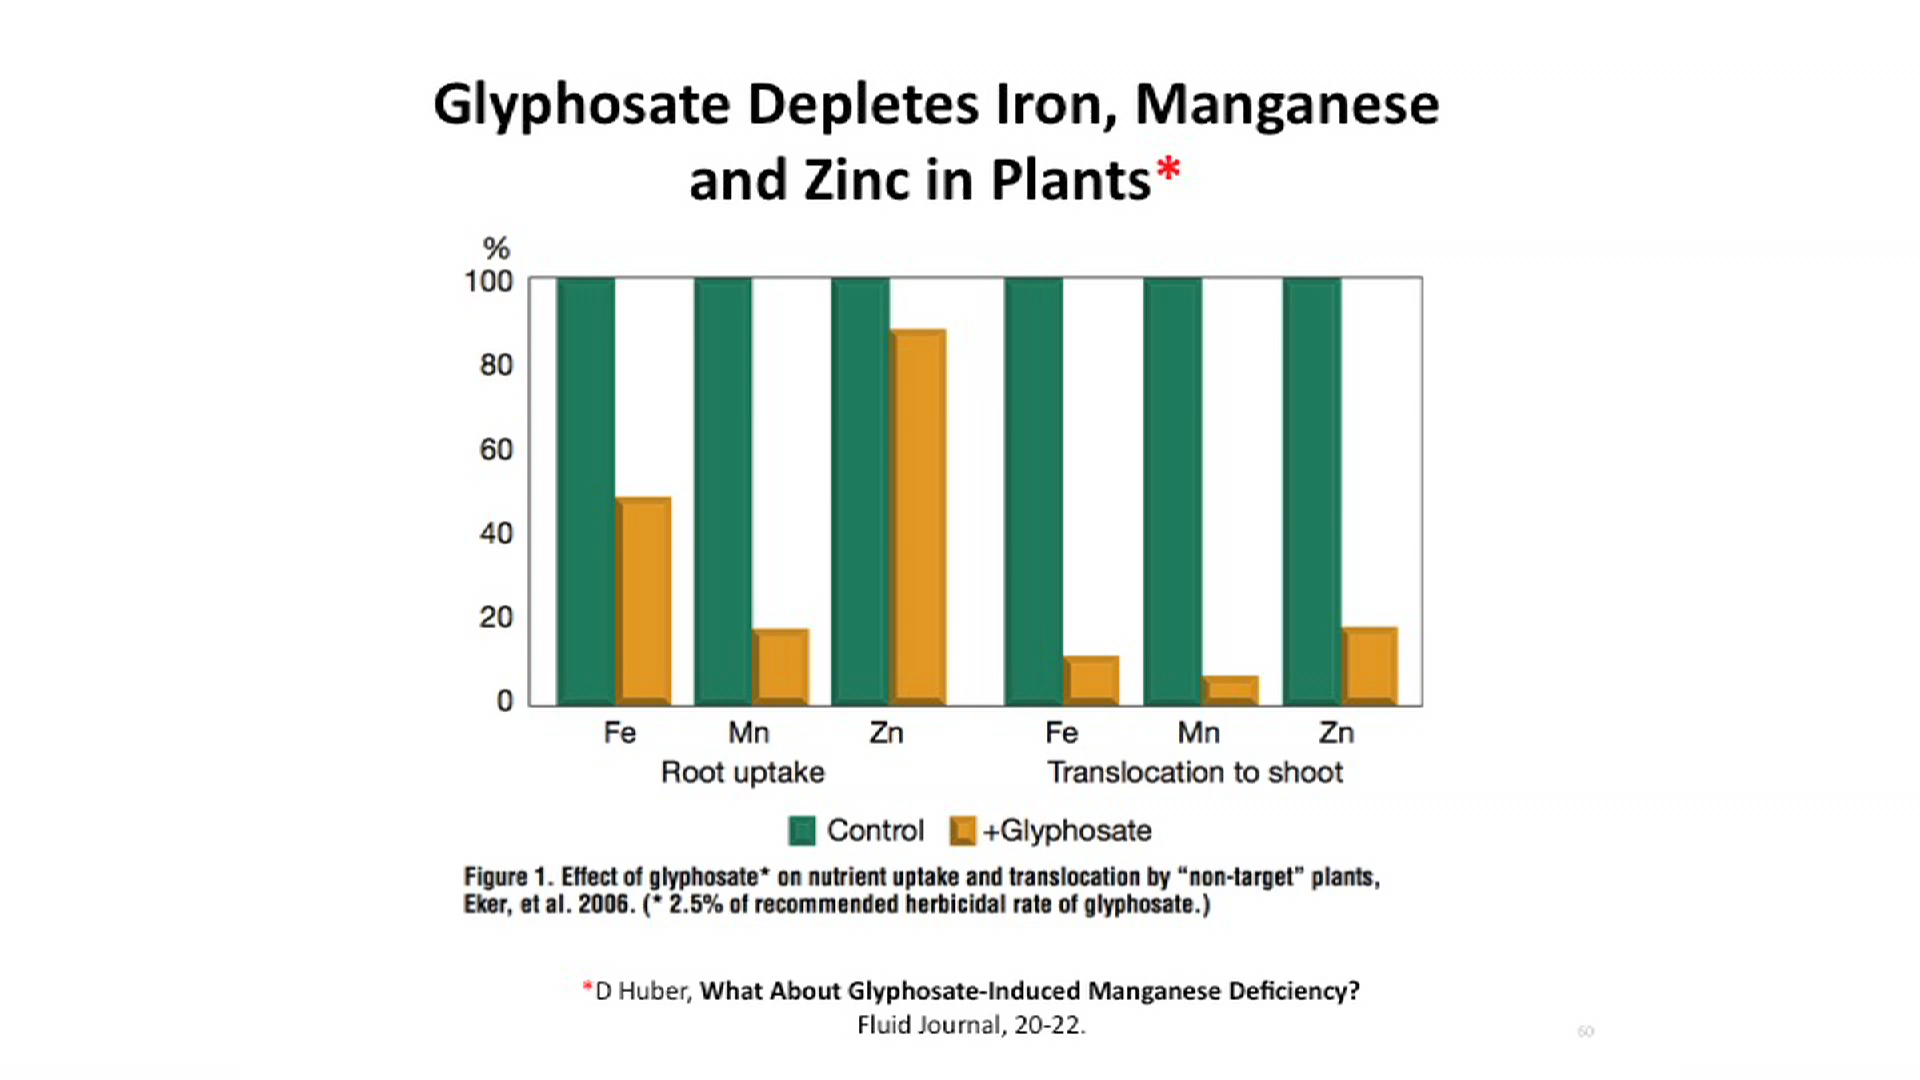 Glyphosate Depletes Iron, Manganese
and Zinc in Plants*
%
100
80
60
40
20
0
Fe Mn Zn Fe Mn Zn
Root uptake Translocation to shoot
Control +Glyphosate
Figure 1. Effect of glyphosate* on nutrient uptake and translocation by “non-target” plants,
Eker, et al. 2006. (* 2.5% of recommended herbicidal rate of glyphosate.)
*D Huber, What About Glyphosate-Induced Manganese Deficiency?
Fluid Journal, 20-22.
60